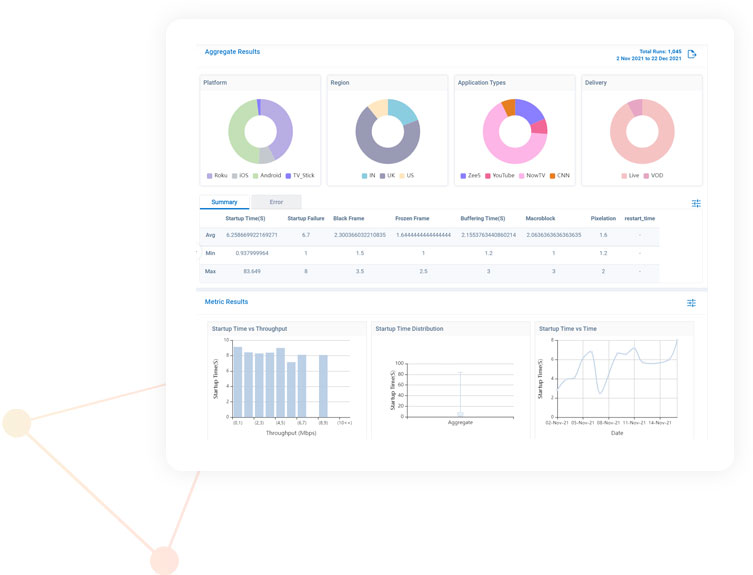 Aggregate Results
Total Runs: 1,045
2 Nov 2021 to 22 Dec 2021
Platform
Region
Application Types
Delivery
Roku iOS Android TV_Stick
IN UK US
Zee5 YouTube NowTV CNN
Live VOD
Summary Error
Startup Time(S) Startup Failure Black Frame Frozen Frame Buffering Time(S) Macroblock Pixelation restart_time
Avg 6.258669922149271 6.7 2.300366032210835 1.6444444444444444 2.1553763440860214 2.0636363636363635 1.6 -
Min 0.937999964 1 1.5 1 1.2 1 1.2 -
Max 83.649 8 3.5 2.5 3 3 2 -
Metric Results
Startup Time vs Throughput
Startup Time(S)
10
8
6
4
2
0
(0,1) (2,3) (4,5) (6,7) (8,9) (10++)
Throughput (Mbps)
Startup Time Distribution
Startup Time(S)
100
80
60
40
20
0
Aggregate
Startup Time vs Time
Startup Time(S)
8
6
4
2
0
02-Nov-21 05-Nov-21 08-Nov-21 11-Nov-21 14-Nov-21
Date